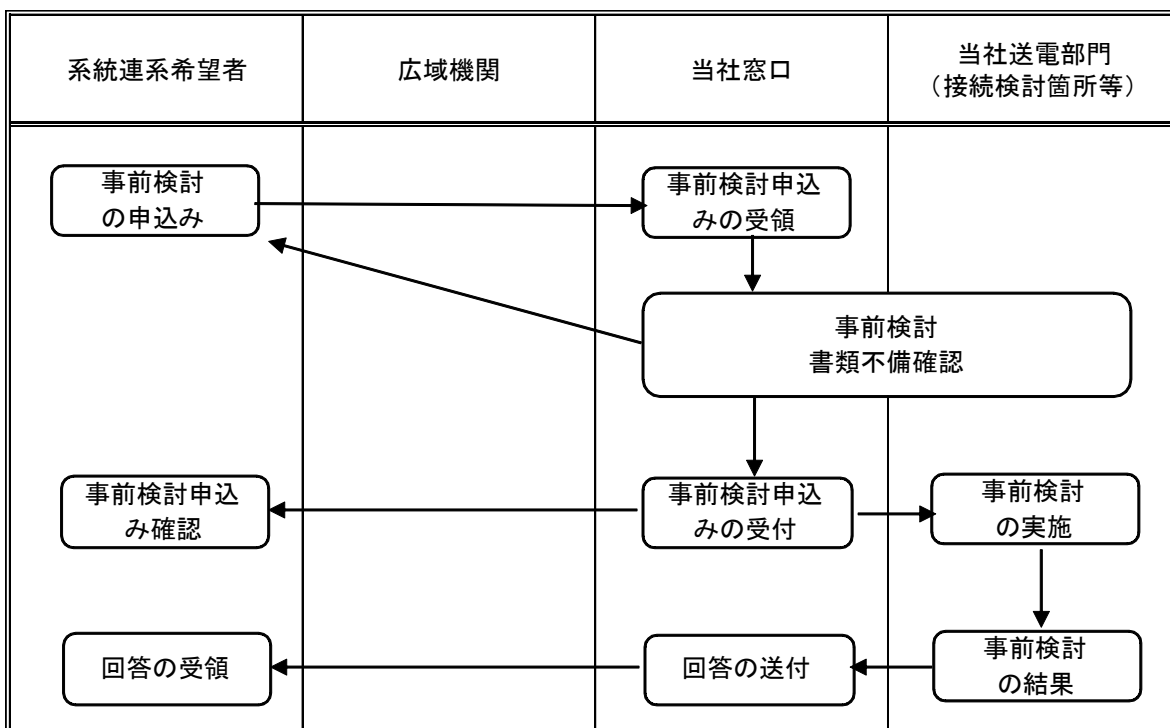 系統連系希望者
広域機関
当社窓口
当社送電部門
（接続検討箇所等）
事前検討
の申込み
事前検討申込
みの受領
事前検討
書類不備確認
事前検討申込
み確認
事前検討申込
みの受付
事前検討
の実施
回答の受領
回答の送付
事前検討
の結果